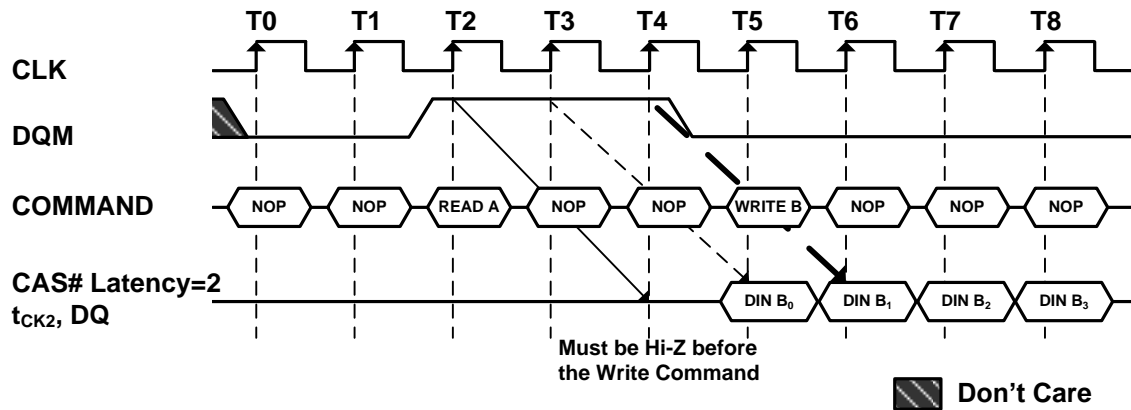 T0 T1 T2 T3 T4 T5 T6 T7 T8
CLK
DQM
COMMAND NOP NOP READ A NOP NOP WRITE B NOP NOP NOP
CAS# Latency=2
tCK2, DQ DIN B0 DIN B1 DIN B2 DIN B3
Must be Hi-Z before
the Write Command
Don't Care